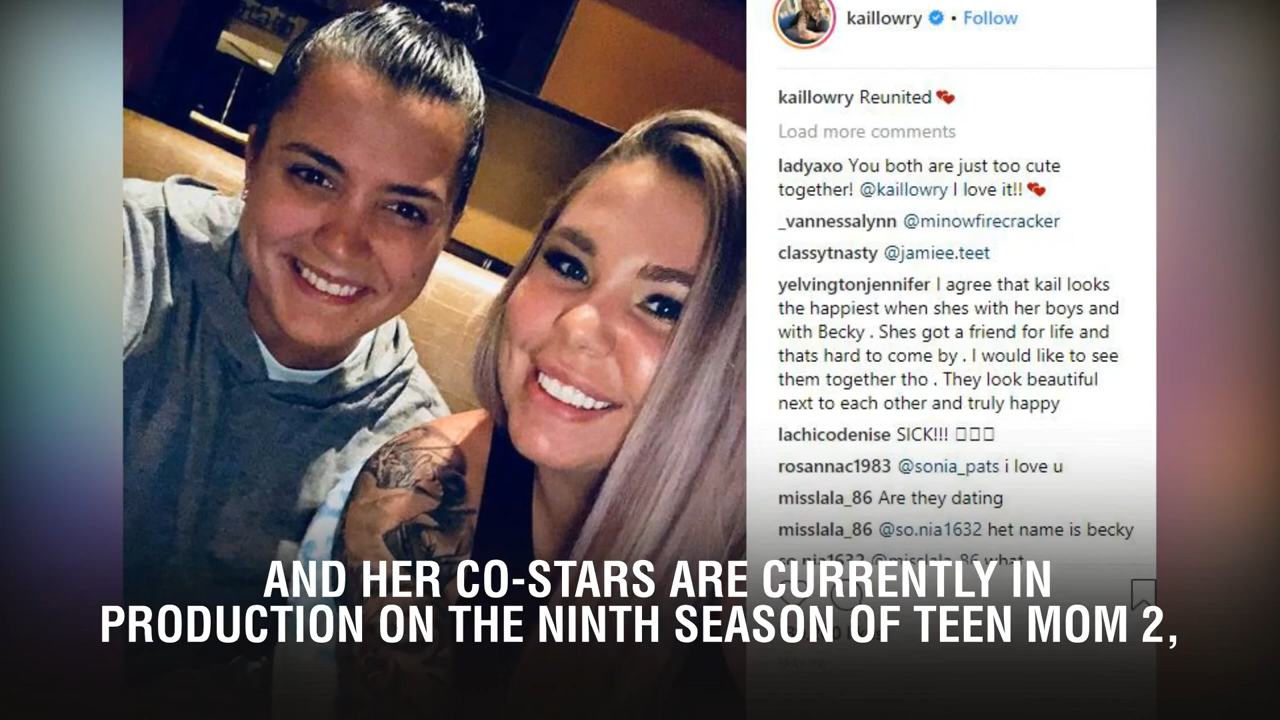 kaillowry • Follow
kaillowry Reunited
Load more comments
ladyaxo You both are just too cute
together! @kaillowry I love it!!
_vannessalynn @minowfirecracker
classytnasty @jamiee.teet
yelvingtonjennifer I agree that kail looks
the happiest when shes with her boys and
with Becky . Shes got a friend for life and
thats hard to come by . I would like to see
them together tho . They look beautiful
next to each other and truly happy
lachicodenise SICK!!! □□□
rosannac1983 @sonia_pats i love u
misslala_86 Are they dating
misslala_86 @so.nia1632 het name is becky
so.nia1632 @misslala_86 what
AND HER CO-STARS ARE CURRENTLY IN
PRODUCTION ON THE NINTH SEASON OF TEEN MOM 2,